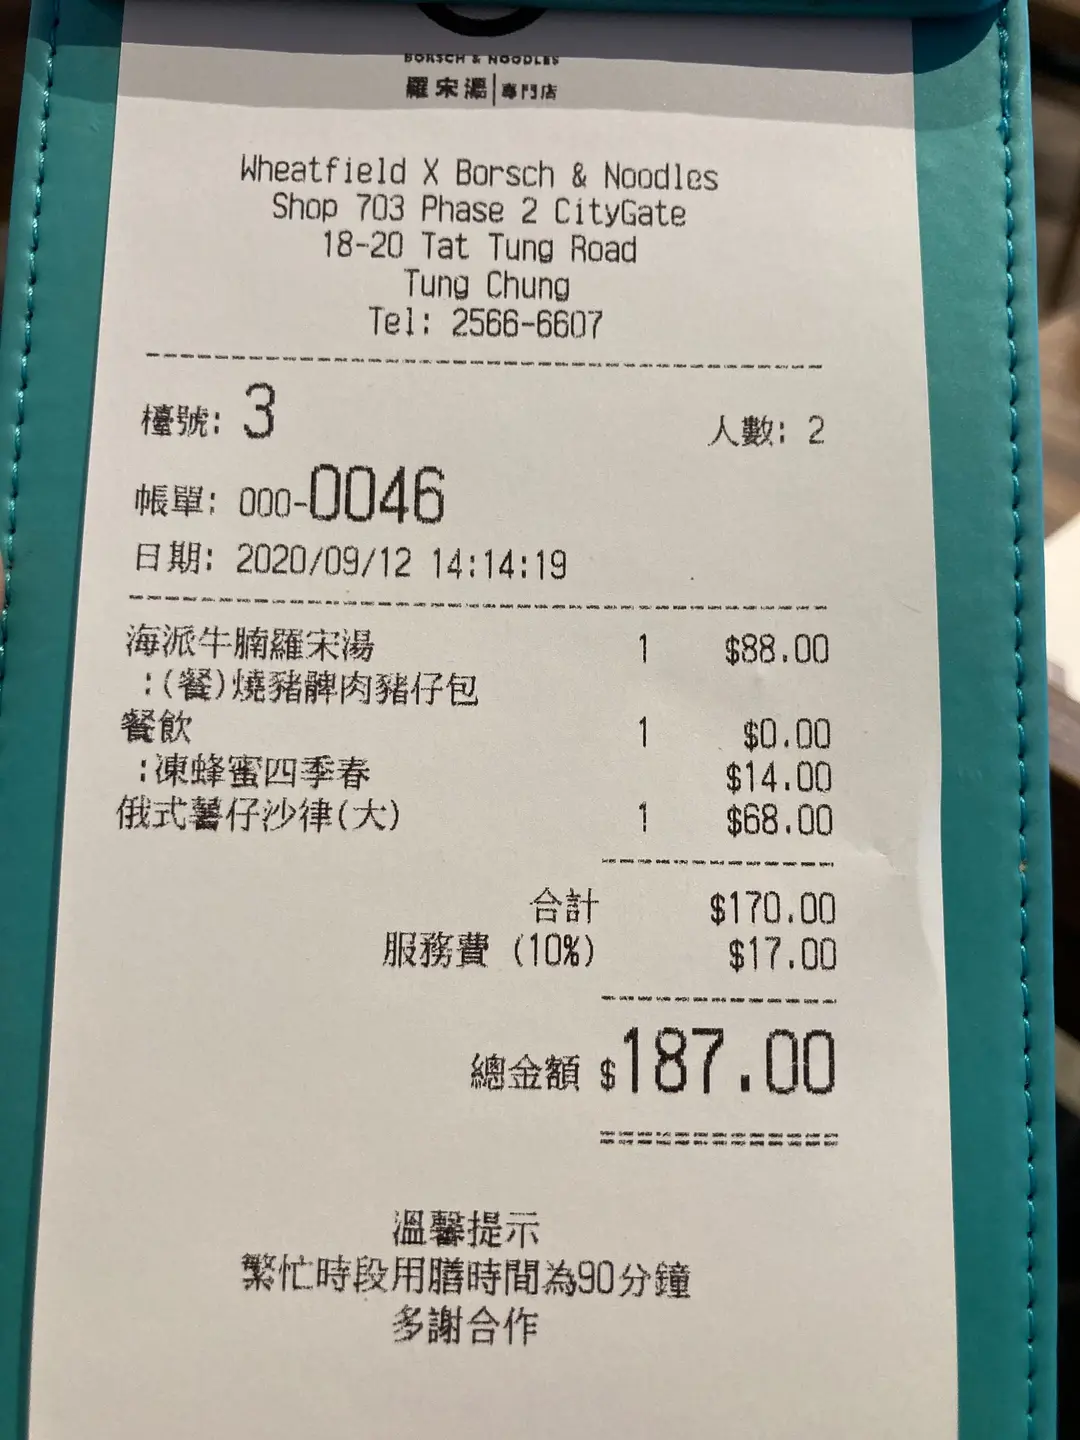 BORSCH & NOODLES
羅宋湯|專門店
Wheatfield X Borsch & Noodles
Shop 703 Phase 2 CityGate
18-20 Tat Tung Road
Tung Chung
Tel: 2566-6607
檯號: 3 人數: 2
帳單: 000-0046
日期: 2020/09/12 14:14:19
海派牛腩羅宋湯 1 $88.00
:(餐)燒豬髀肉豬仔包
餐飲 1 $0.00
:凍蜂蜜四季春 $14.00
俄式薯仔沙律(大) 1 $68.00
合計 $170.00
服務費 (10%) $17.00
總金額 $187.00
溫馨提示
繁忙時段用膳時間為90分鐘
多謝合作